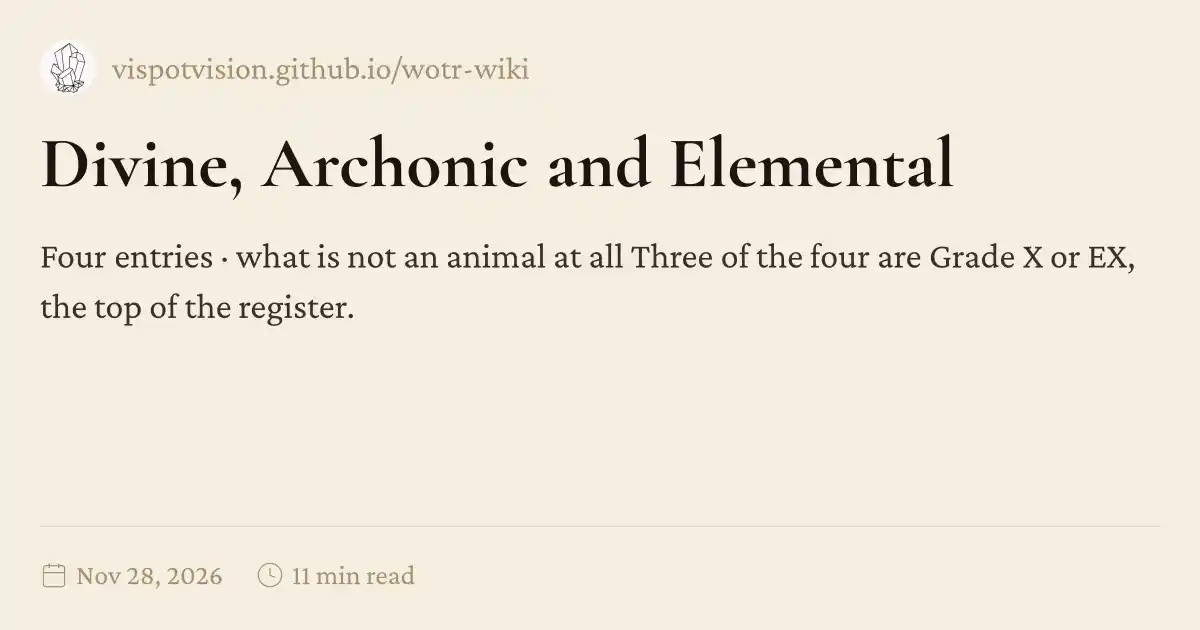 vispotvision.github.io/wotr-wiki
Divine, Archonic and Elemental
Four entries · what is not an animal at all Three of the four are Grade X or EX,
the top of the register.
Nov 28, 2026
11 min read